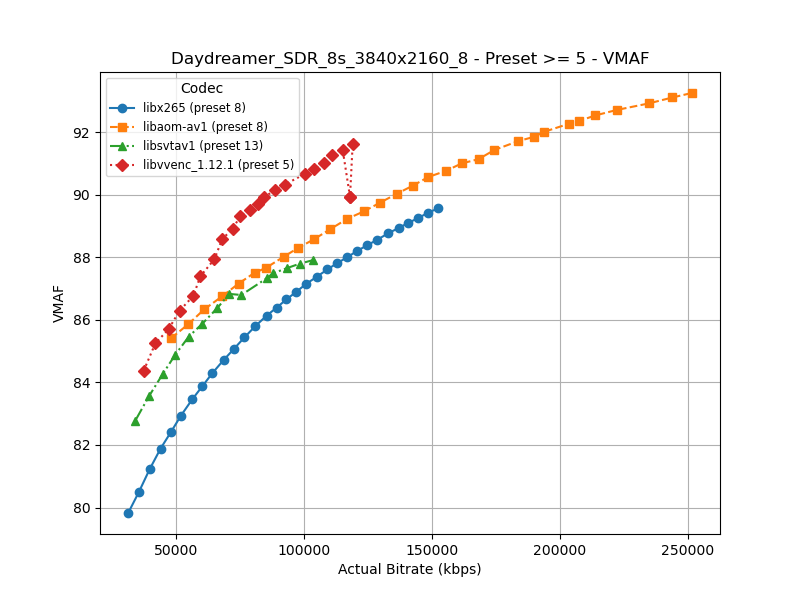 Daydreamer_SDR_8s_3840x2160_8 - Preset >= 5 - VMAF
Codec
libx265 (preset 8)
libaom-av1 (preset 8)
libsvtav1 (preset 13)
libvvenc_1.12.1 (preset 5)
VMAF
92
90
88
86
84
82
80
50000
100000
150000
200000
250000
Actual Bitrate (kbps)